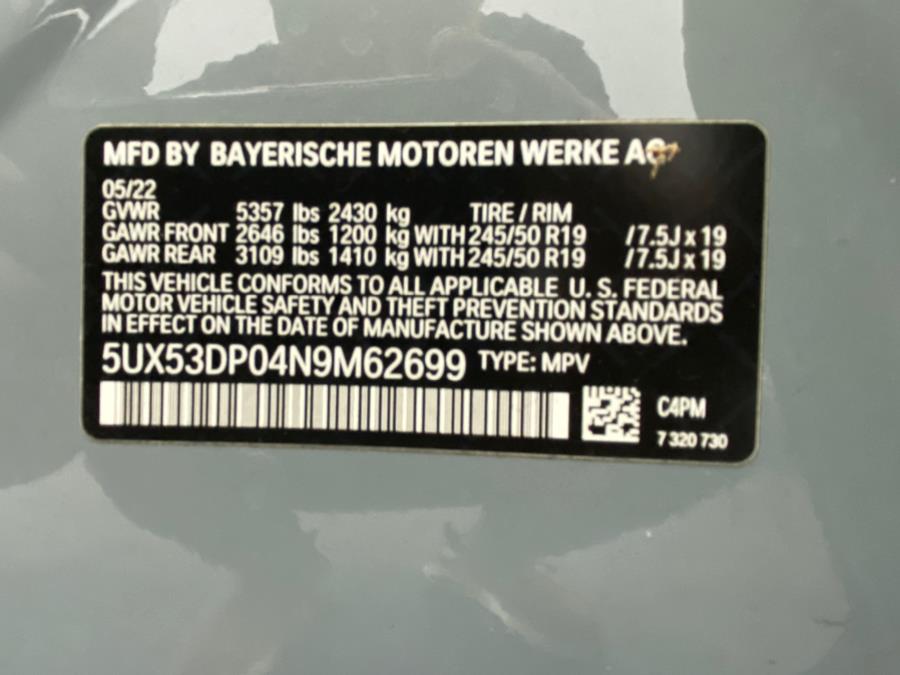 MFD BY BAYERISCHE MOTOREN WERKE AG
05/22
GVWR 5357 lbs 2430 kg TIRE / RIM
GAWR FRONT 2646 lbs 1200 kg WITH 245/50 R19 / 7.5J x 19
GAWR REAR 3109 lbs 1410 kg WITH 245/50 R19 / 7.5J x 19
THIS VEHICLE CONFORMS TO ALL APPLICABLE U. S. FEDERAL
MOTOR VEHICLE SAFETY AND THEFT PREVENTION STANDARDS
IN EFFECT ON THE DATE OF MANUFACTURE SHOWN ABOVE.
5UX53DP04N9M62699 TYPE: MPV
C4PM
7 320 730